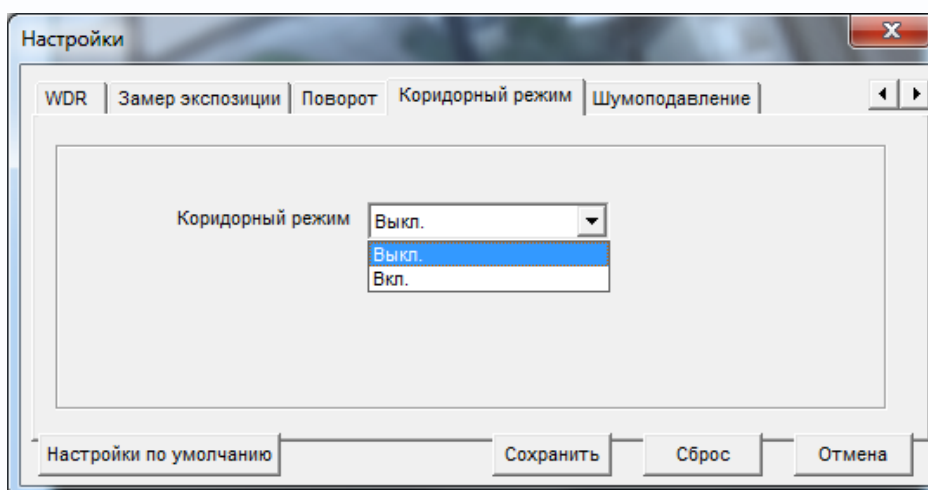 Настройки
WDR Замер экспозиции Поворот Коридорный режим Шумоподавление
Коридорный режим Выкл.
Выкл.
Вкл.
Настройки по умолчанию Сохранить Сброс Отмена